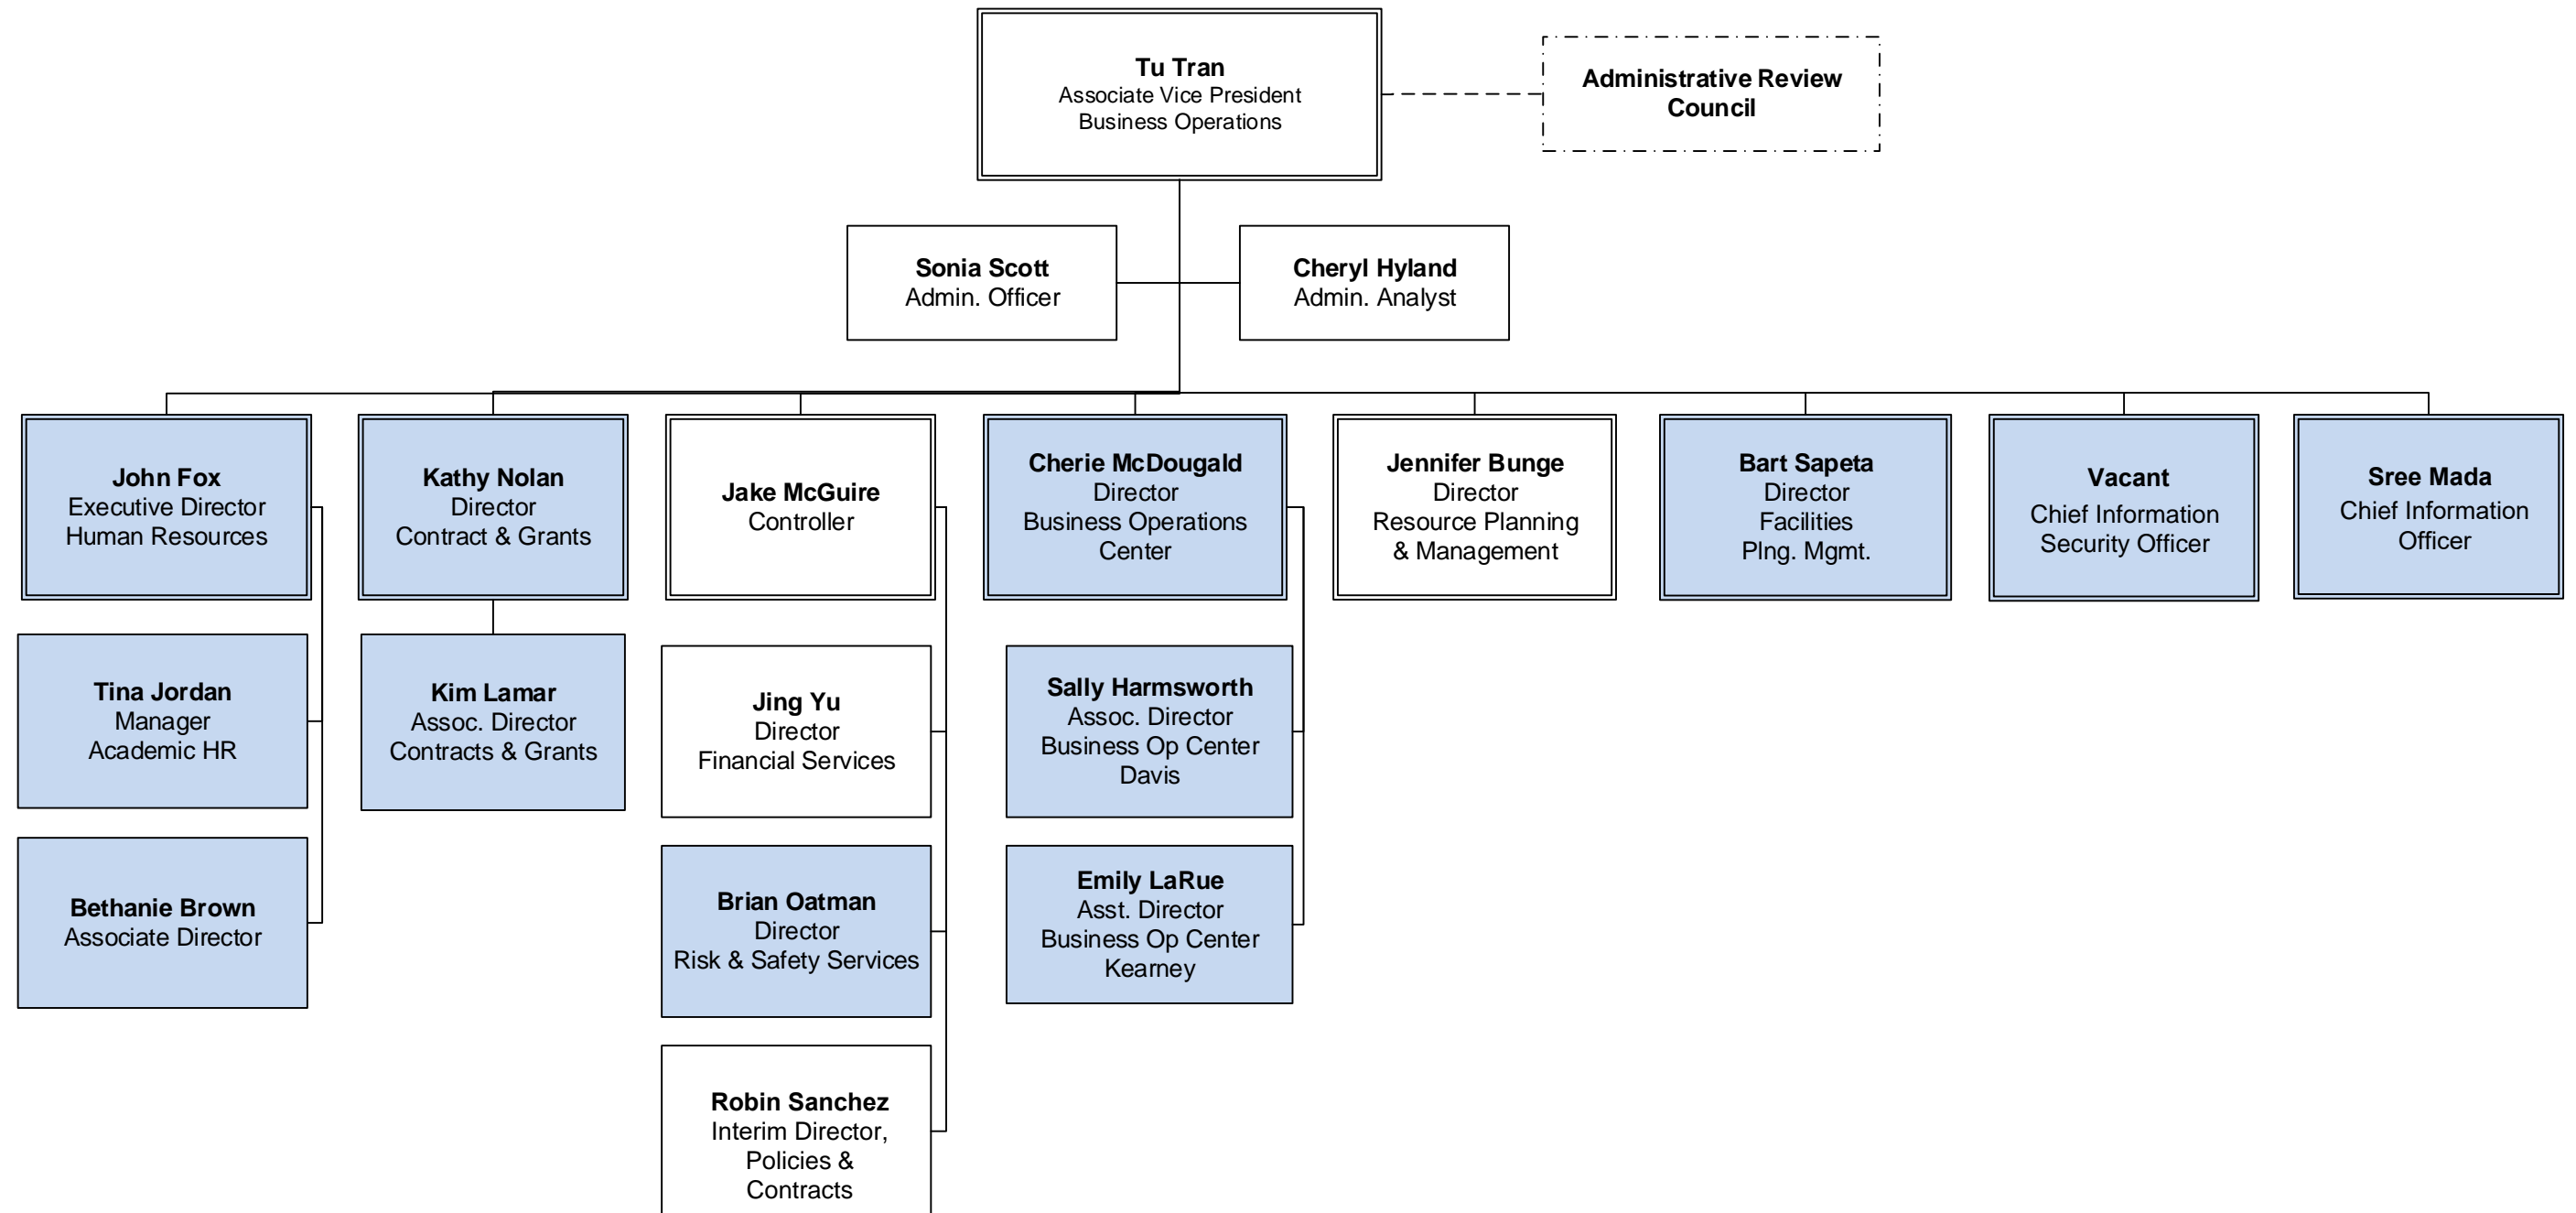 Tu Tran
Associate Vice President
Business Operations
Administrative Review
Council
Sonia Scott
Admin. Officer
Cheryl Hyland
Admin. Analyst
John Fox
Executive Director
Human Resources
Kathy Nolan
Director
Contract & Grants
Jake McGuire
Controller
Cherie McDougald
Director
Business Operations
Center
Jennifer Bunge
Director
Resource Planning
& Management
Bart Sapeta
Director
Facilities
Plng. Mgmt.
Vacant
Chief Information
Security Officer
Sree Mada
Chief Information
Officer
Tina Jordan
Manager
Academic HR
Kim Lamar
Assoc. Director
Contracts & Grants
Jing Yu
Director
Financial Services
Sally Harmsworth
Assoc. Director
Business Op Center
Davis
Bethanie Brown
Associate Director
Brian Oatman
Director
Risk & Safety Services
Emily LaRue
Asst. Director
Business Op Center
Kearney
Robin Sanchez
Interim Director,
Policies &
Contracts